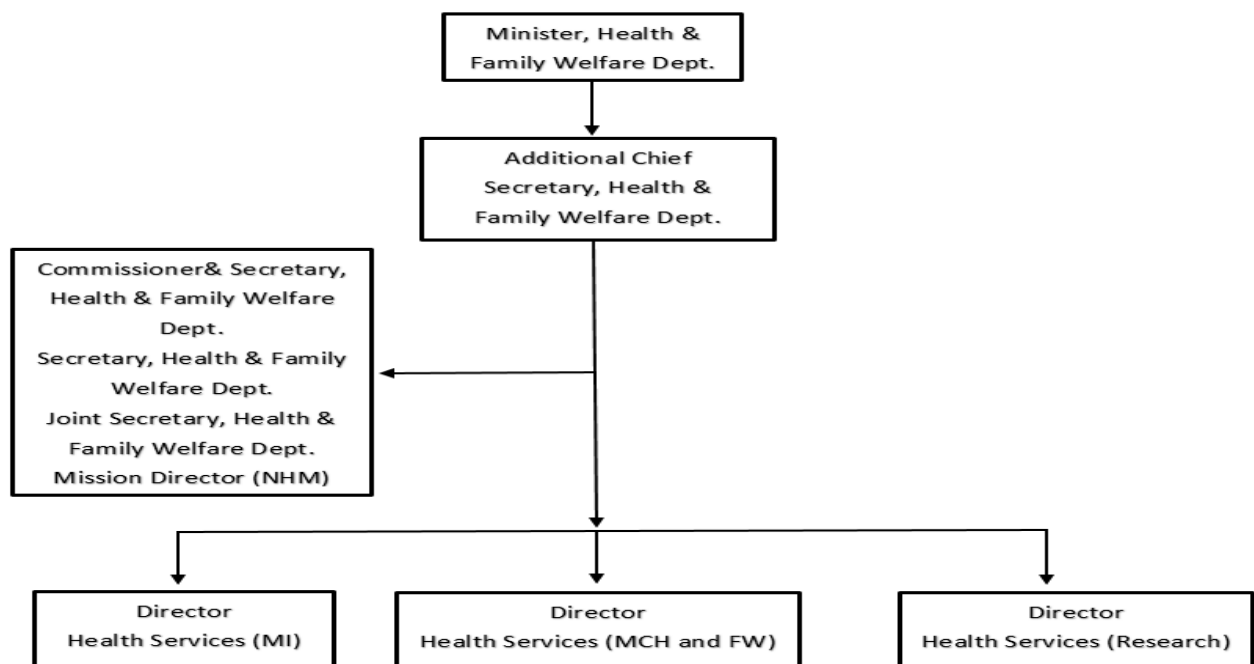 Minister, Health &
Family Welfare Dept.
Additional Chief
Secretary, Health &
Family Welfare Dept.
Commissioner& Secretary,
Health & Family Welfare
Dept.
Secretary, Health & Family
Welfare Dept.
Joint Secretary, Health &
Family Welfare Dept.
Mission Director (NHM)
Director
Health Services (MI)
Director
Health Services (MCH and FW)
Director
Health Services (Research)